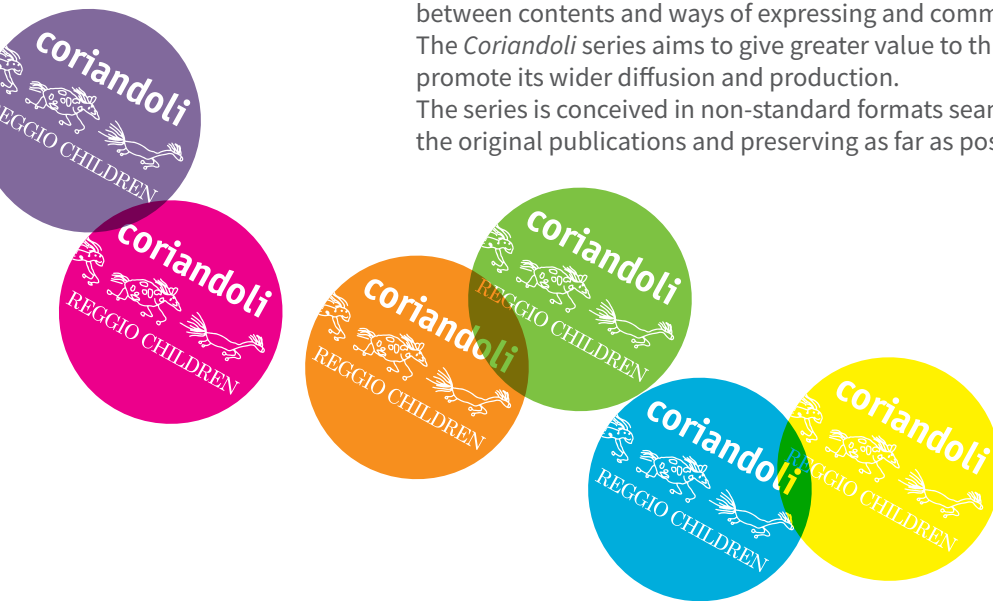 between contents and ways of expressing and comm
The Coriandoli series aims to give greater value to th
promote its wider diffusion and production.
The series is conceived in non-standard formats sear
the original publications and preserving as far as pos
coriandoli
REGGIO CHILDREN
coriandoli
REGGIO CHILDREN
coriandoli
REGGIO CHILDREN
coriandoli
REGGIO CHILDREN
coriandoli
REGGIO CHILDREN
coriandoli
REGGIO CHILDREN